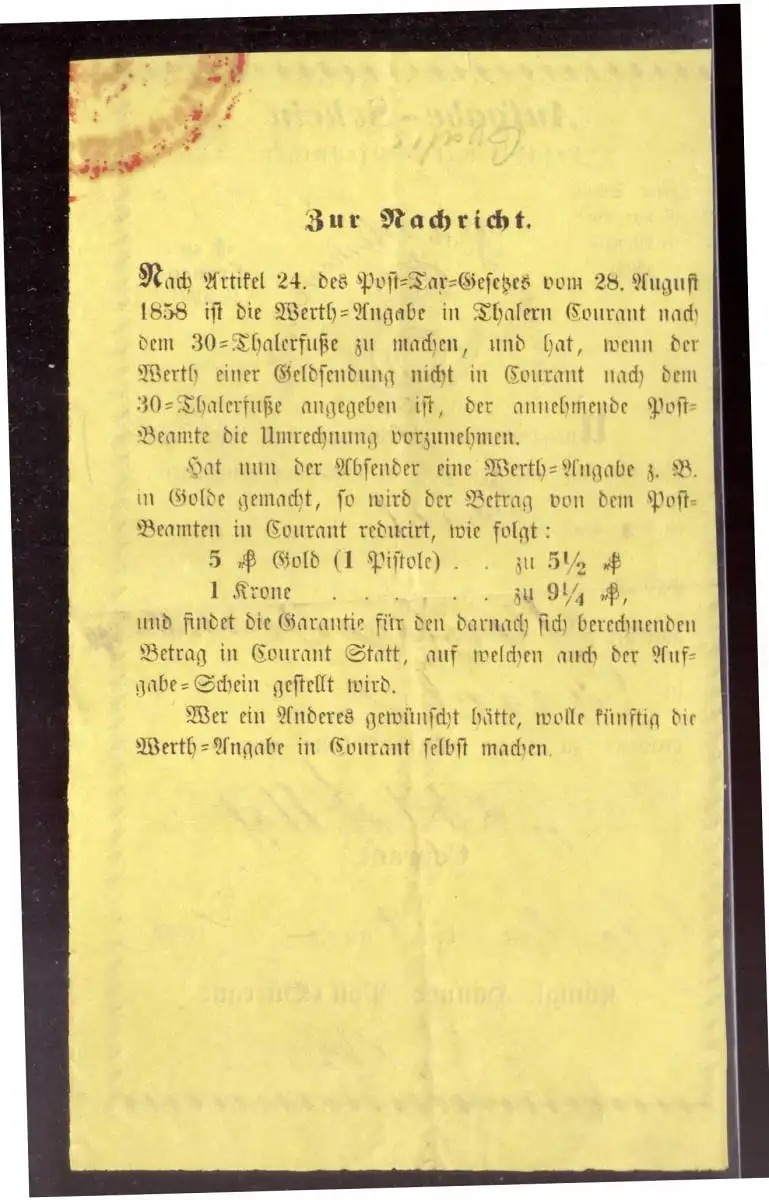 Zur Nachricht.
Nach Artikel 24. des Post=Tax=Gesetzes vom 28. August
1858 ist die Werth=Angabe in Thalern Courant nach
dem 30=Thalerfuße zu machen, und hat, wenn der
Werth einer Geldsendung nicht in Courant nach dem
30=Thalerfuße angegeben ist, der annehmende Post=
Beamte die Umrechnung vorzunehmen.
Hat nun der Absender eine Werth=Angabe z. B.
in Golde gemacht, so wird der Betrag von dem Post=
Beamten in Courant reducirt, wie folgt:
5 ₰ Gold (1 Pistole) . . zu 5½ ₰
1 Krone . . . . . . zu 9¼ ₰,
und findet die Garantie für den darnach sich berechnenden
Betrag in Courant Statt, auf welchen auch der Auf=
gabe=Schein gestellt wird.
Wer ein Anderes gewünscht hätte, wolle künftig die
Werth=Angabe in Courant selbst machen.